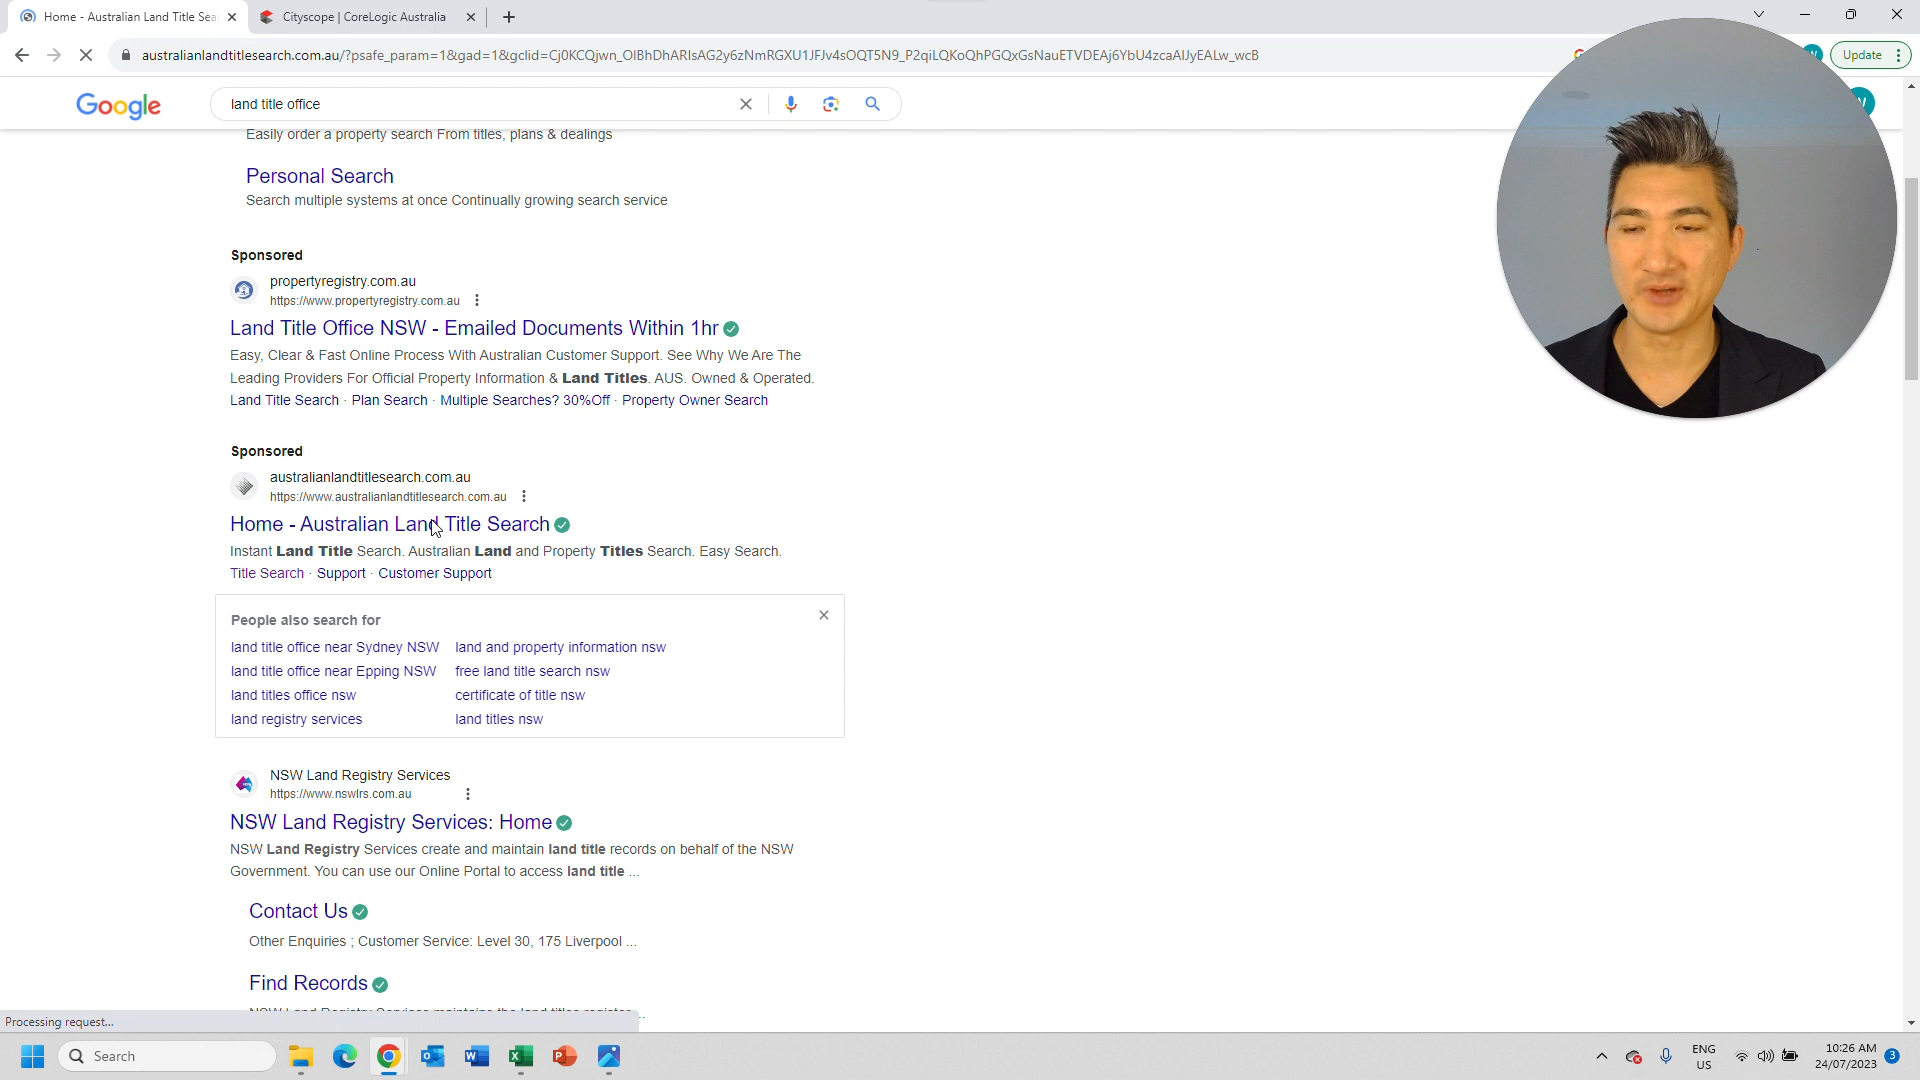 Home - Australian Land Title Sea
Cityscope | CoreLogic Australia
australianlandtitlesearch.com.au/?psafe_param=1&gad=1&gclid=Cj0KCQjwn_OlBhDhARIsAG2y6zNmRGXU1JFJv4sOQT5N9_P2qiLQKoQhPGQxGsNauETVDEAj6YbU4zcaAlJyEALw_wcB
Update
Google
land title office
Easily order a property search From titles, plans & dealings
Personal Search
Search multiple systems at once Continually growing search service
Sponsored
propertyregistry.com.au
https://www.propertyregistry.com.au
Land Title Office NSW - Emailed Documents Within 1hr
Easy, Clear & Fast Online Process With Australian Customer Support. See Why We Are The
Leading Providers For Official Property Information & Land Titles. AUS. Owned & Operated.
Land Title Search · Plan Search · Multiple Searches? 30%Off · Property Owner Search
Sponsored
australianlandtitlesearch.com.au
https://www.australianlandtitlesearch.com.au
Home - Australian Land Title Search
Instant Land Title Search. Australian Land and Property Titles Search. Easy Search.
Title Search · Support · Customer Support
People also search for
land title office near Sydney NSW
land and property information nsw
land title office near Epping NSW
free land title search nsw
land titles office nsw
certificate of title nsw
land registry services
land titles nsw
NSW Land Registry Services
https://www.nswlrs.com.au
NSW Land Registry Services: Home
NSW Land Registry Services create and maintain land title records on behalf of the NSW
Government. You can use our Online Portal to access land title ...
Contact Us
Other Enquiries ; Customer Service: Level 30, 175 Liverpool ...
Find Records
Processing request...
Search
ENG
US
10:26 AM
24/07/2023
3